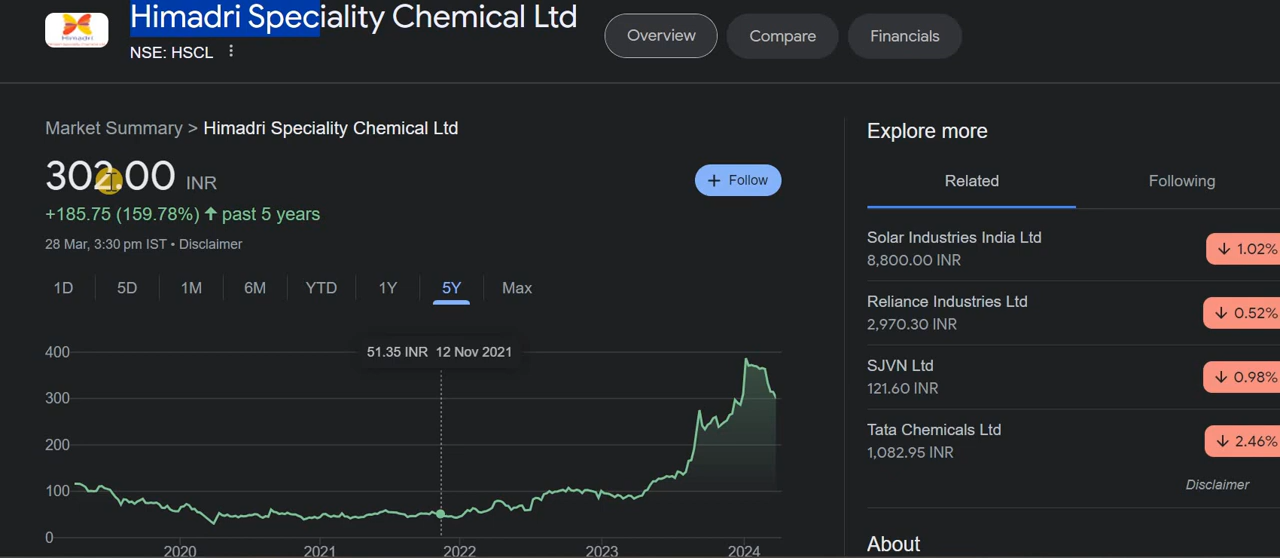 Himadri
Himadri Speciality Chemical Ltd
NSE: HSCL
Overview
Compare
Financials
Market Summary > Himadri Speciality Chemical Ltd
302.00 INR
+185.75 (159.78%) ↑ past 5 years
28 Mar, 3:30 pm IST • Disclaimer
+ Follow
1D 5D 1M 6M YTD 1Y 5Y Max
51.35 INR 12 Nov 2021
400
300
200
100
0
2020 2021 2022 2023 2024
Explore more
Related Following
Solar Industries India Ltd
8,800.00 INR
↓ 1.02%
Reliance Industries Ltd
2,970.30 INR
↓ 0.52%
SJVN Ltd
121.60 INR
↓ 0.98%
Tata Chemicals Ltd
1,082.95 INR
↓ 2.46%
Disclaimer
About